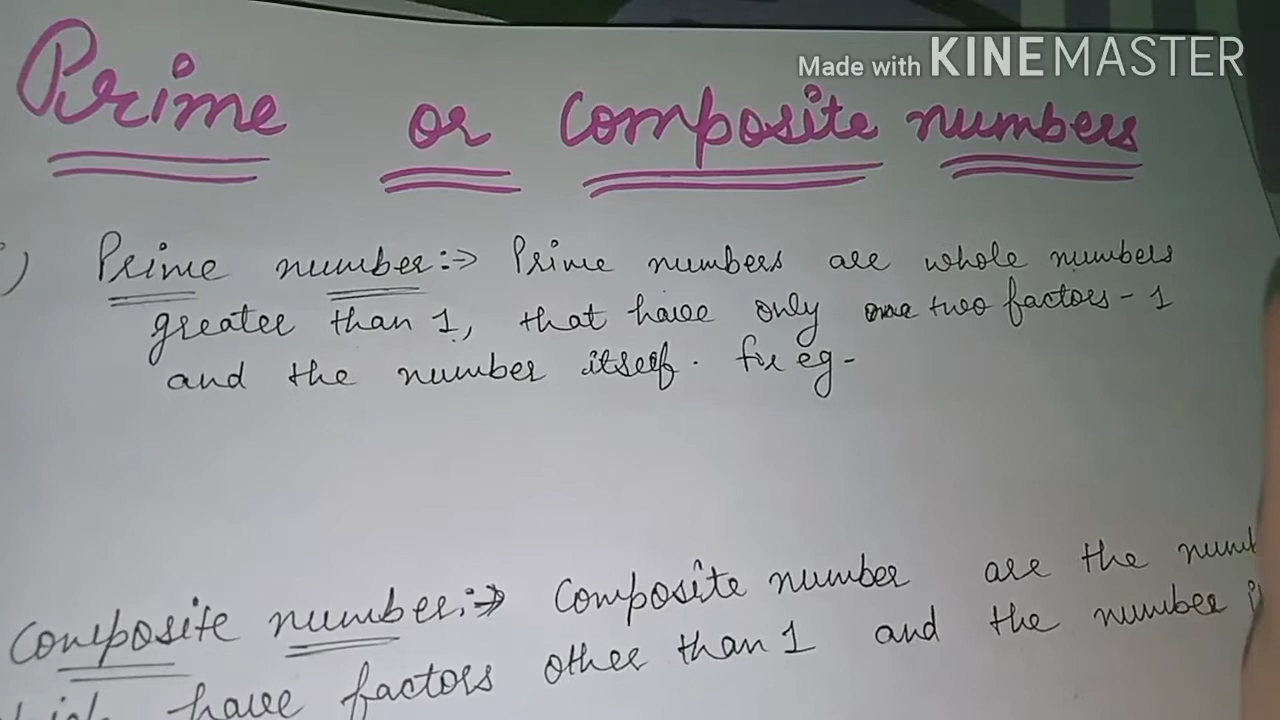 Made with KINEMASTER
Prime or composite numbers
Prime number:→ Prime numbers are whole numbers
greater than 1, that have only two factors - 1
and the number itself. for eg -
Composite number:→ Composite number are the numb
have factors other than 1 and the number